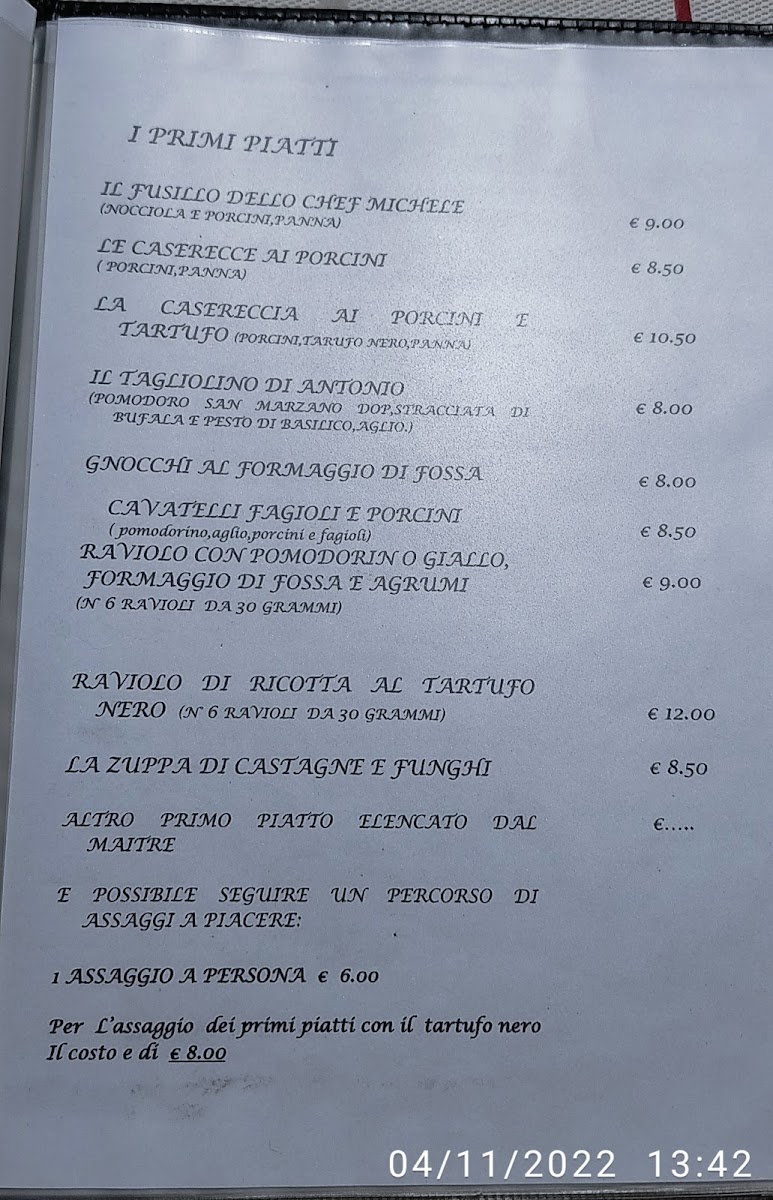 I PRIMI PIATTI
IL FUSILLO DELLO CHEF MICHELE
(NOCCIOLA E PORCINI,PANNA)
€ 9.00
LE CASERECCE AI PORCINI
( PORCINI,PANNA)
€ 8.50
LA CASERECCIA AI PORCINI E
TARTUFO (PORCINI,TARUFO NERO,PANNA)
€ 10.50
IL TAGLIOLINO DI ANTONIO
(POMODORO SAN MARZANO DOP,STRACCIATA DI
BUFALA E PESTO DI BASILICO,AGLIO.)
€ 8.00
GNOCCHI AL FORMAGGIO DI FOSSA
€ 8.00
CAVATELLI FAGIOLI E PORCINI
( pomodorino,aglio,porcini e fagioli)
€ 8.50
RAVIOLO CON POMODORIN O GIALLO,
FORMAGGIO DI FOSSA E AGRUMI
€ 9.00
(N 6 RAVIOLI DA 30 GRAMMI)
RAVIOLO DI RICOTTA AL TARTUFO
NERO (N 6 RAVIOLI DA 30 GRAMMI)
€ 12.00
LA ZUPPA DI CASTAGNE E FUNGHI
€ 8.50
ALTRO PRIMO PIATTO ELENCATO DAL
MAITRE
€.....
E POSSIBILE SEGUIRE UN PERCORSO DI
ASSAGGI A PIACERE:
1 ASSAGGIO A PERSONA € 6.00
Per L'assaggio dei primi piatti con il tartufo nero
Il costo e di € 8.00
04/11/2022 13:42